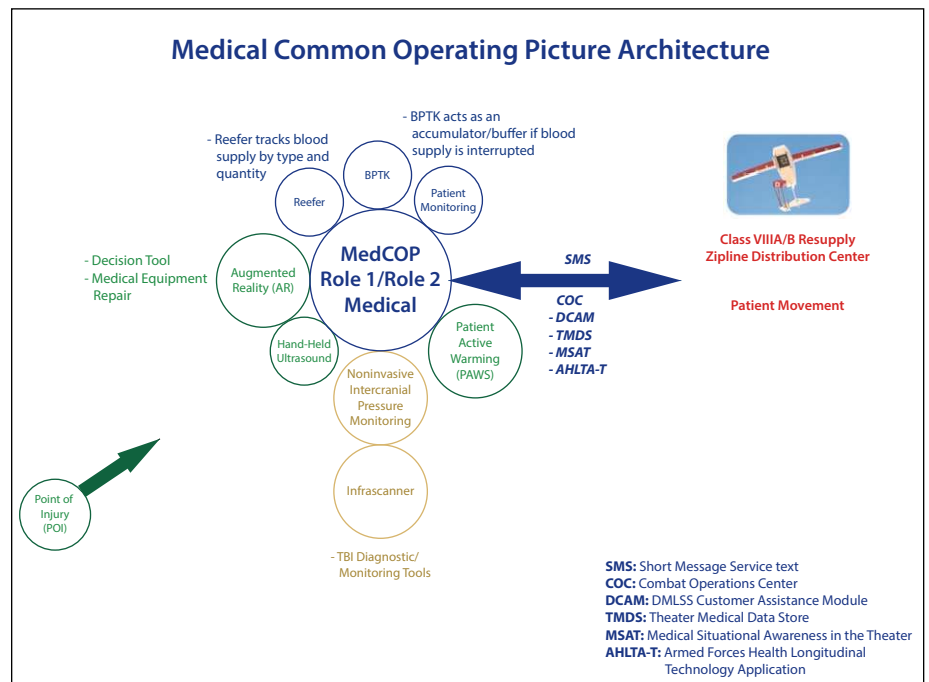 Medical Common Operating Picture Architecture
- BPTK acts as an
accumulator/buffer if blood
supply is interrupted
- Reefer tracks blood
supply by type and
quantity
BPTK
Reefer
Patient
Monitoring
MedCOP
Role 1/Role 2
Medical
- Decision Tool
- Medical Equipment
Repair
Augmented
Reality (AR)
Hand-Held
Ultrasound
Patient
Active
Warming
(PAWS)
Noninvasive
Intercranial
Pressure
Monitoring
Infrascanner
- TBI Diagnostic/
Monitoring Tools
Point of
Injury
(POI)
SMS
COC
- DCAM
- TMDS
- MSAT
- AHLTA-T
Class VIIIA/B Resupply
Zipline Distribution Center
Patient Movement
SMS: Short Message Service text
COC: Combat Operations Center
DCAM: DMLSS Customer Assistance Module
TMDS: Theater Medical Data Store
MSAT: Medical Situational Awareness in the Theater
AHLTA-T: Armed Forces Health Longitudinal
Technology Application